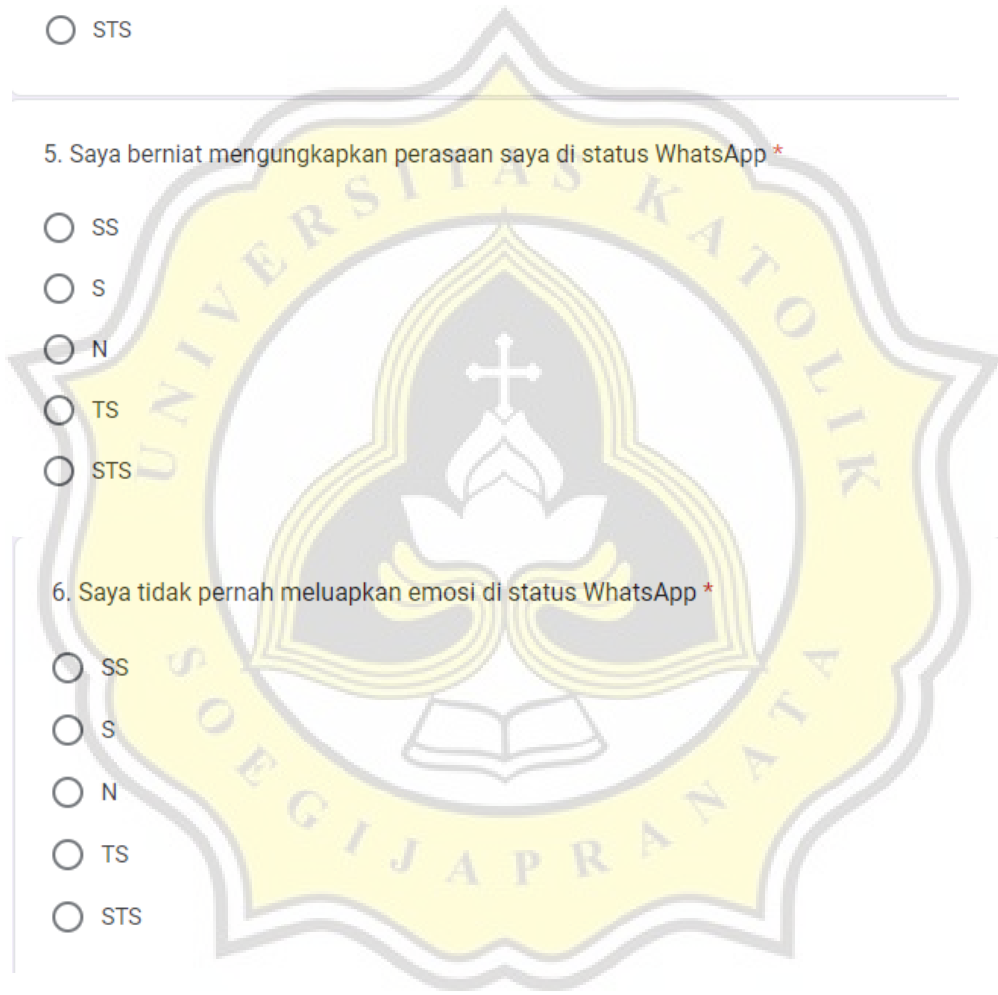 STS
5. Saya berniat mengungkapkan perasaan saya di status WhatsApp *
SS
S
N
TS
STS
6. Saya tidak pernah meluapkan emosi di status WhatsApp *
SS
S
N
TS
STS
UNIVERSITAS KATOLIK
SOEGIJAPRANATA